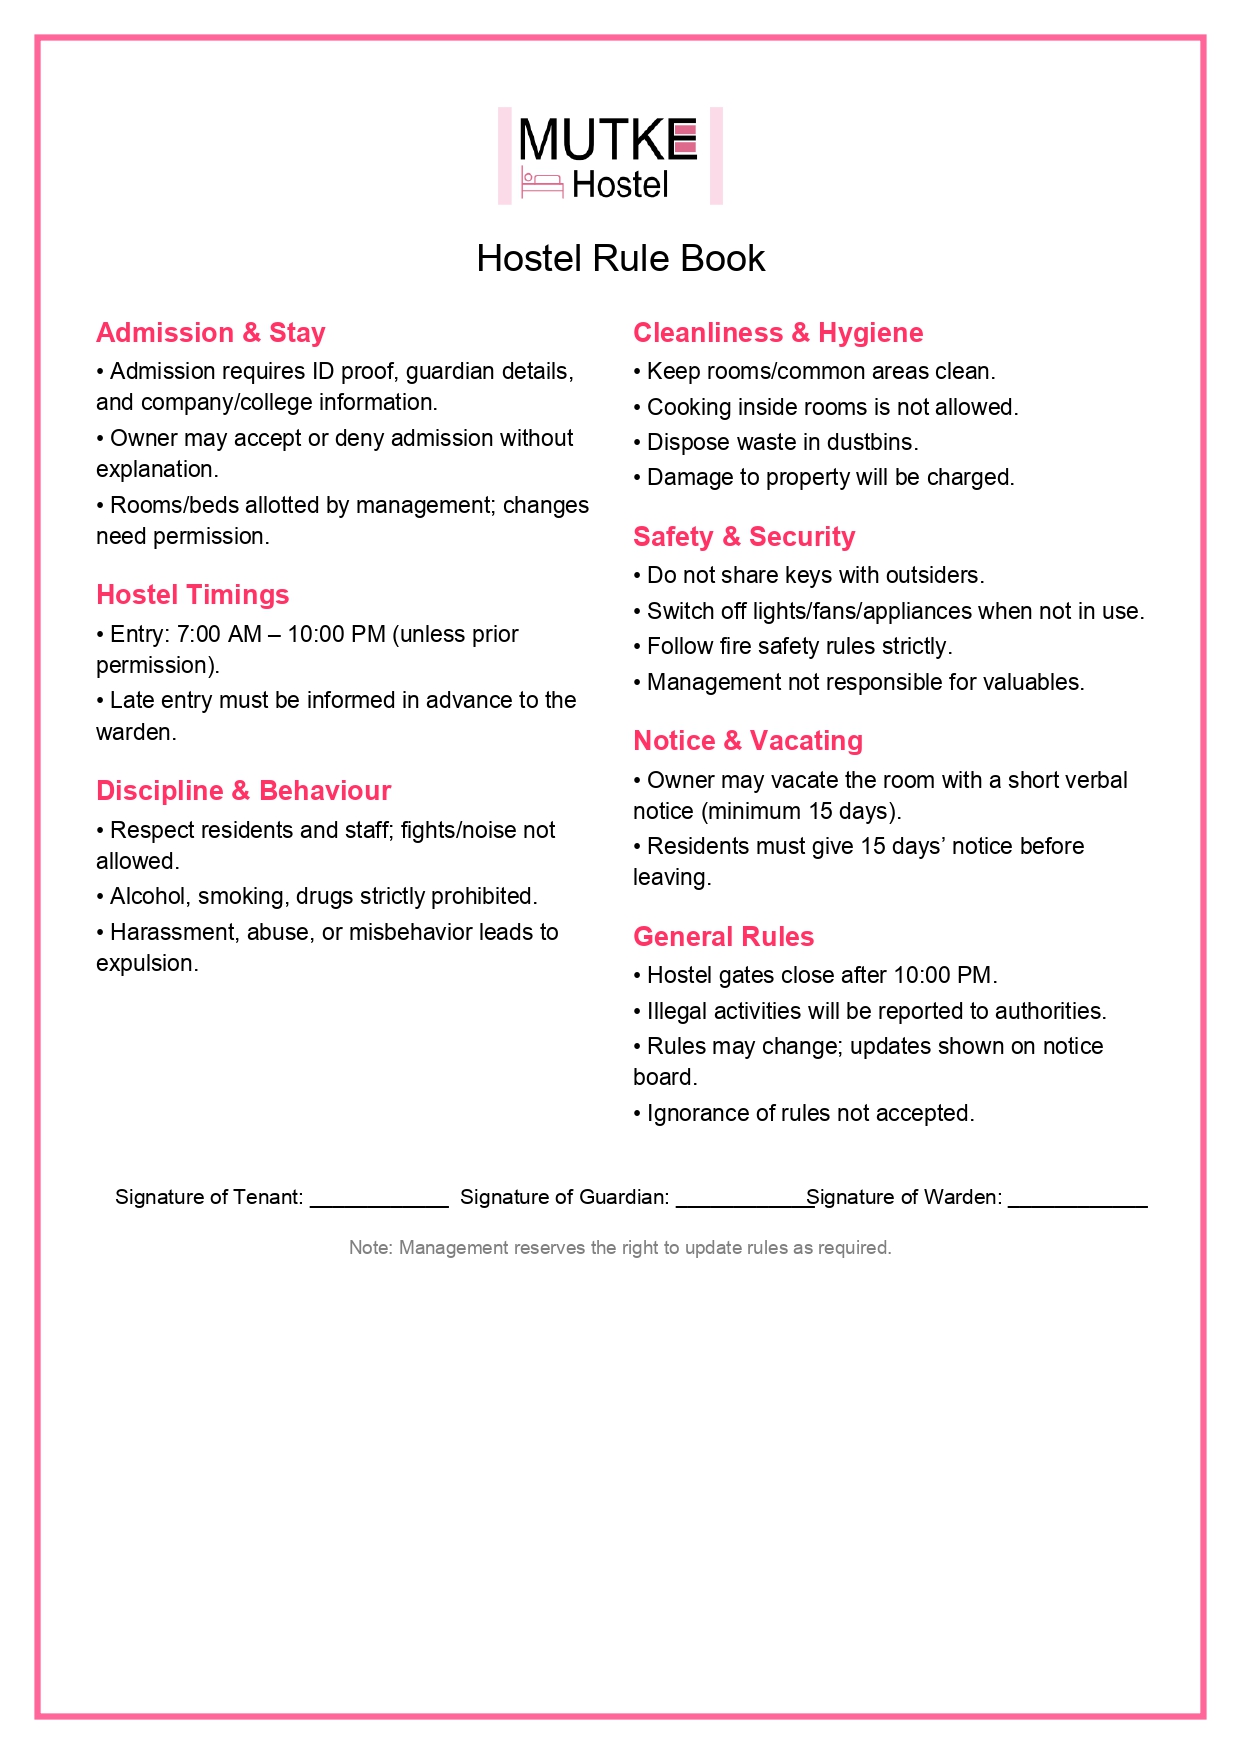 MUTKE
Hostel
Hostel Rule Book
Admission & Stay
• Admission requires ID proof, guardian details,
and company/college information.
• Owner may accept or deny admission without
explanation.
• Rooms/beds allotted by management; changes
need permission.
Hostel Timings
• Entry: 7:00 AM – 10:00 PM (unless prior
permission).
• Late entry must be informed in advance to the
warden.
Discipline & Behaviour
• Respect residents and staff; fights/noise not
allowed.
• Alcohol, smoking, drugs strictly prohibited.
• Harassment, abuse, or misbehavior leads to
expulsion.
Cleanliness & Hygiene
• Keep rooms/common areas clean.
• Cooking inside rooms is not allowed.
• Dispose waste in dustbins.
• Damage to property will be charged.
Safety & Security
• Do not share keys with outsiders.
• Switch off lights/fans/appliances when not in use.
• Follow fire safety rules strictly.
• Management not responsible for valuables.
Notice & Vacating
• Owner may vacate the room with a short verbal
notice (minimum 15 days).
• Residents must give 15 days’ notice before
leaving.
General Rules
• Hostel gates close after 10:00 PM.
• Illegal activities will be reported to authorities.
• Rules may change; updates shown on notice
board.
• Ignorance of rules not accepted.
Signature of Tenant: ____________ Signature of Guardian: ____________ Signature of Warden: ____________
Note: Management reserves the right to update rules as required.